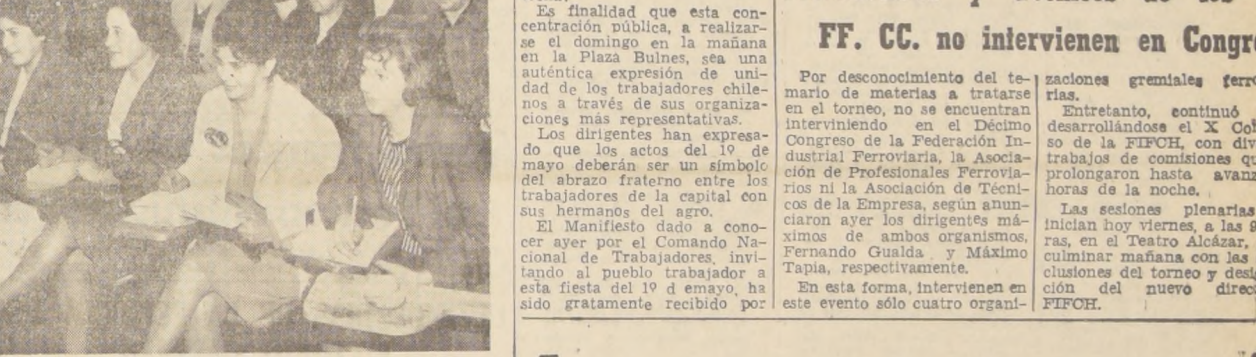 Es finalidad que esta con-
centración pública, a realizar-
se el domingo en la mañana
en la Plaza Bulnes, sea una
auténtica expresión de uni-
dad de los trabajadores chile-
nos a través de sus organiza-
ciones más representativas.
Los dirigentes han expresa-
do que los actos del 19 de
mayo deberán ser un símbolo
del abrazo fraterno entre los
trabajadores de la capital con
sus hermanos del agro.
El Manifiesto dado a cono-
cer ayer por el Comando Na-
cional de Trabajadores, invi-
tando al pueblo trabajador a
esta fiesta del 19 d emayo, ha
sido gratamente recibido por
FF. CC. no intervienen en Congr
Por desconocimiento del te-
mario de materias a tratarse
en el torneo, no se encuentran
interviniendo en el Décimo
Congreso de la Federación In-
dustrial Ferroviaria, la Asocia-
ción de Profesionales Ferrovia-
rios ni la Asociación de Técni-
cos de la Empresa, según anun-
ciaron ayer los dirigentes má-
ximos de ambos organismos,
Fernando Gualda y Máximo
Tapia, respectivamente.
En esta forma, intervienen en
este evento sólo cuatro organi-
zaciones gremiales ferro
rias.
Entretanto, continuó
desarrollándose el X Co
so de la FIFCH, con div
trabajos de comisiones qu
prolongaron hasta avanz
horas de la noche.
Las sesiones plenarias
inician hoy viernes, a las 9
ras, en el Teatro Alcázar,
culminar mañana con las
clusiones del torneo y desi
ción del nuevo direc
FIFCH.